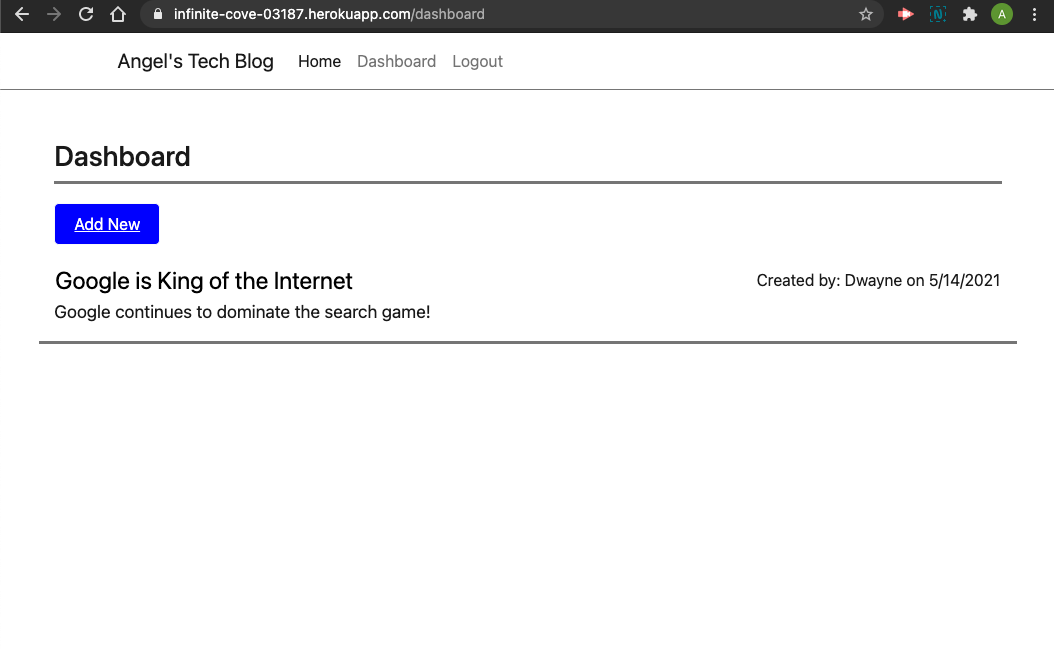 infinite-cove-03187.herokuapp.com/dashboard
N
A
Angel's Tech Blog Home Dashboard Logout
Dashboard
Add New
Google is King of the Internet Created by: Dwayne on 5/14/2021
Google continues to dominate the search game!